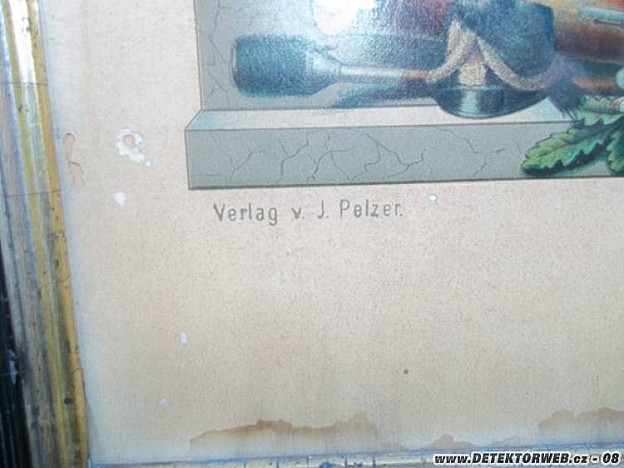 Verlag v. J. Pelzer.
www.DETEKTORWEB.cz - 08